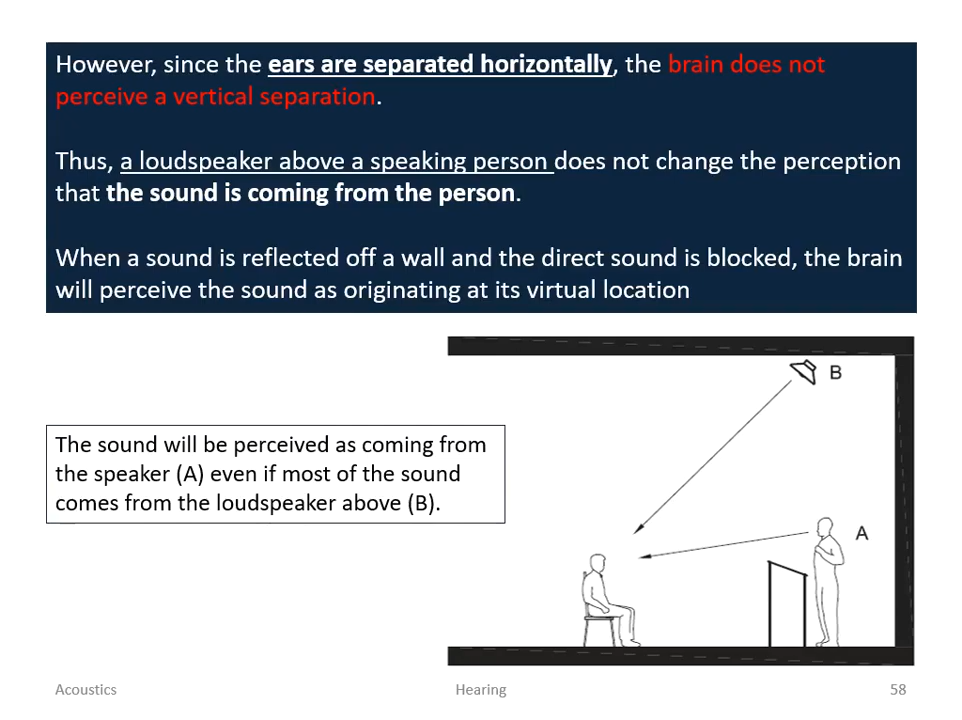 However, since the ears are separated horizontally, the brain does not
perceive a vertical separation.
Thus, a loudspeaker above a speaking person does not change the perception
that the sound is coming from the person.
When a sound is reflected off a wall and the direct sound is blocked, the brain
will perceive the sound as originating at its virtual location
B
The sound will be perceived as coming from
the speaker (A) even if most of the sound
comes from the loudspeaker above (B).
A
Acoustics
Hearing
58